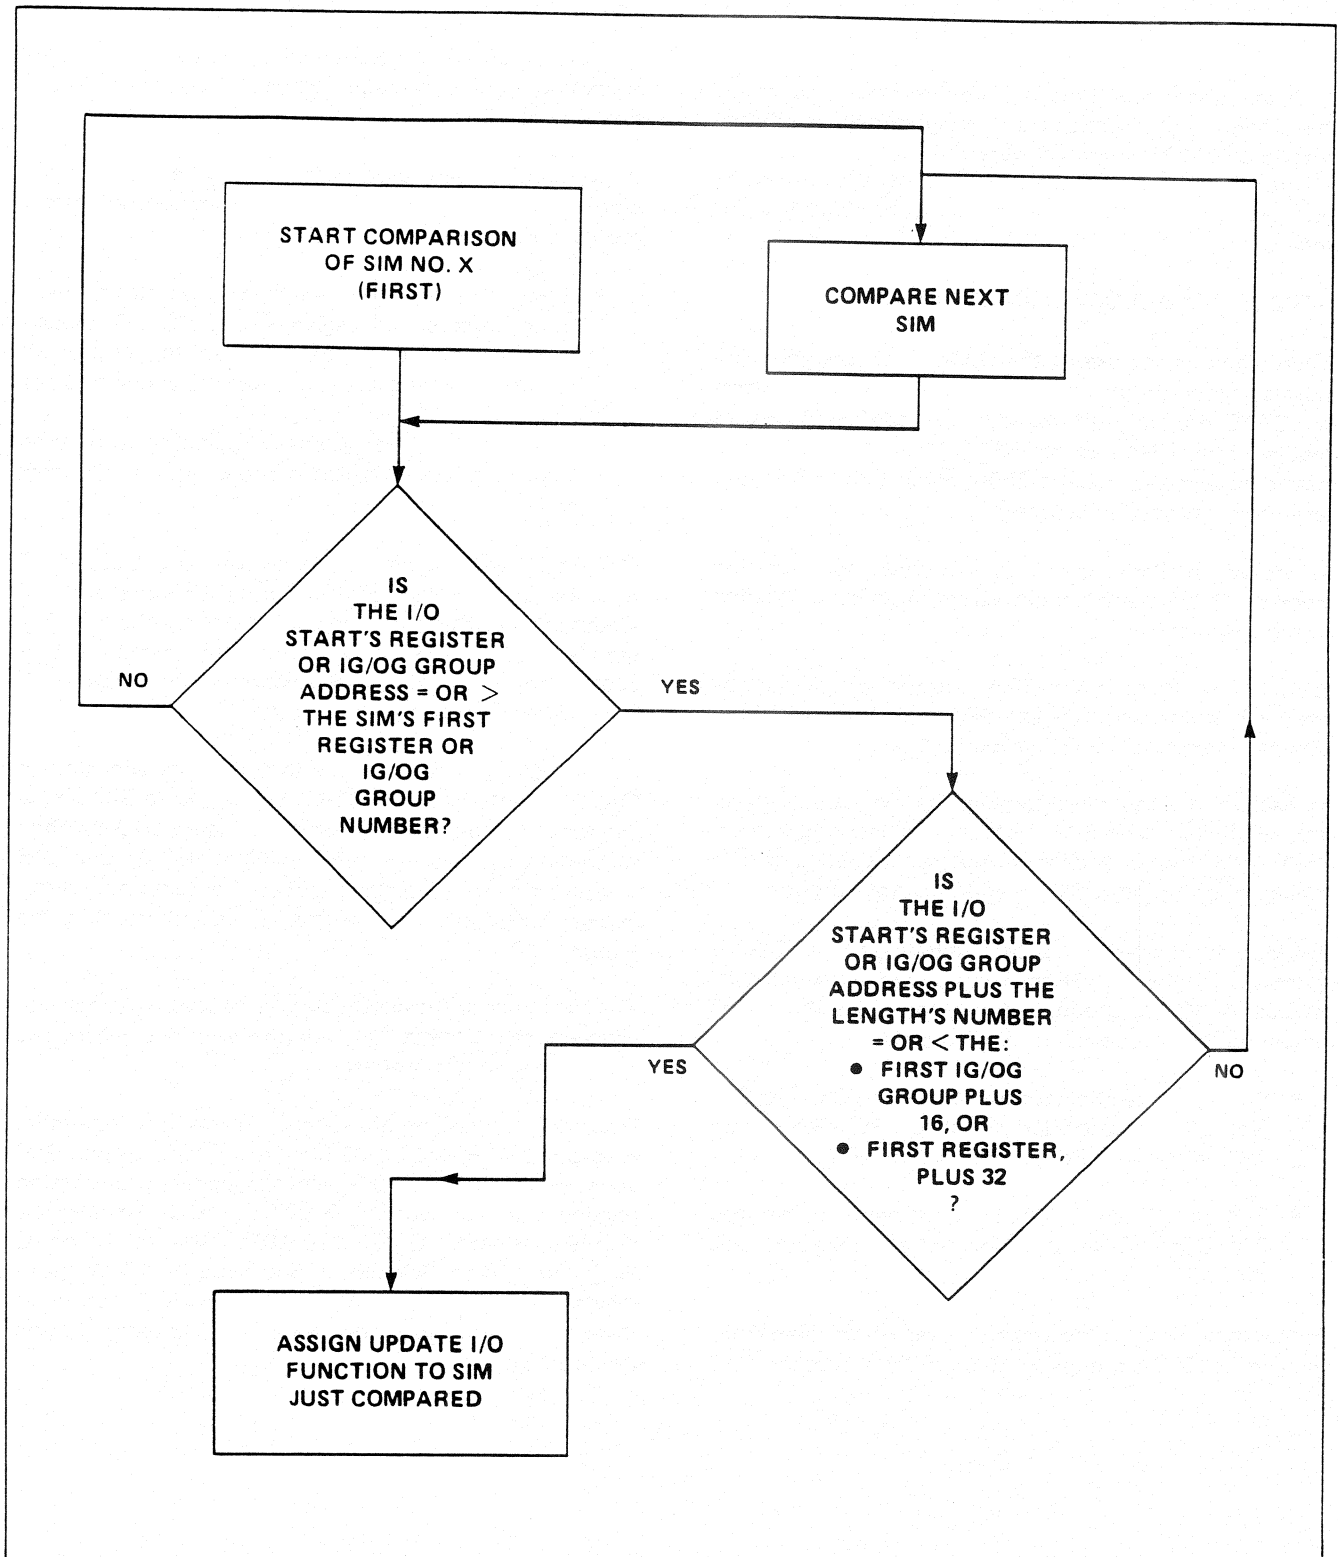 START COMPARISON
OF SIM NO. X
(FIRST)
COMPARE NEXT
SIM
IS
THE I/O
START'S REGISTER
OR IG/OG GROUP
ADDRESS = OR >
THE SIM'S FIRST
REGISTER OR
IG/OG
GROUP
NUMBER?
NO
YES
IS
THE I/O
START'S REGISTER
OR IG/OG GROUP
ADDRESS PLUS THE
LENGTH'S NUMBER
= OR < THE:
● FIRST IG/OG
GROUP PLUS
16, OR
● FIRST REGISTER,
PLUS 32
?
YES
NO
ASSIGN UPDATE I/O
FUNCTION TO SIM
JUST COMPARED